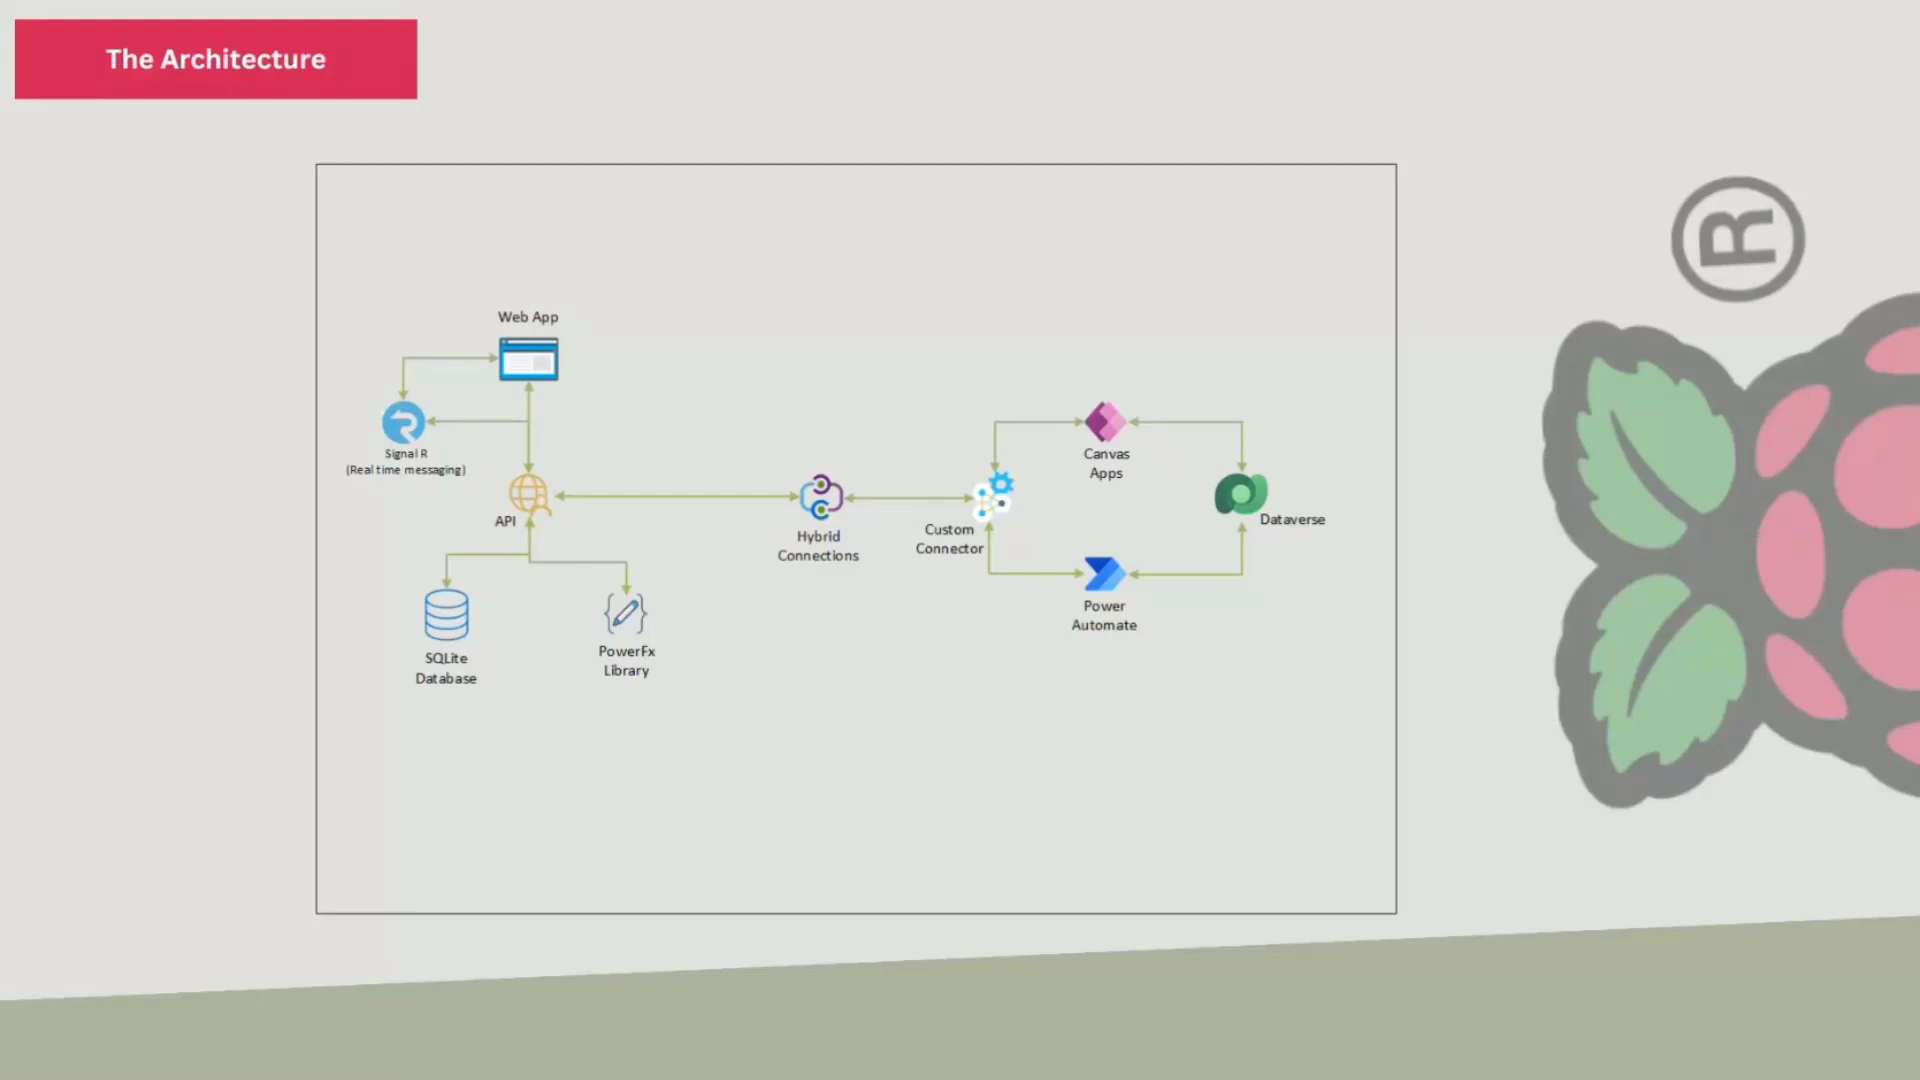 The Architecture
Web App
Signal R
(Real time messaging)
API
SQLite
Database
PowerFx
Library
Hybrid
Connections
Custom
Connector
Canvas
Apps
Power
Automate
Dataverse
®